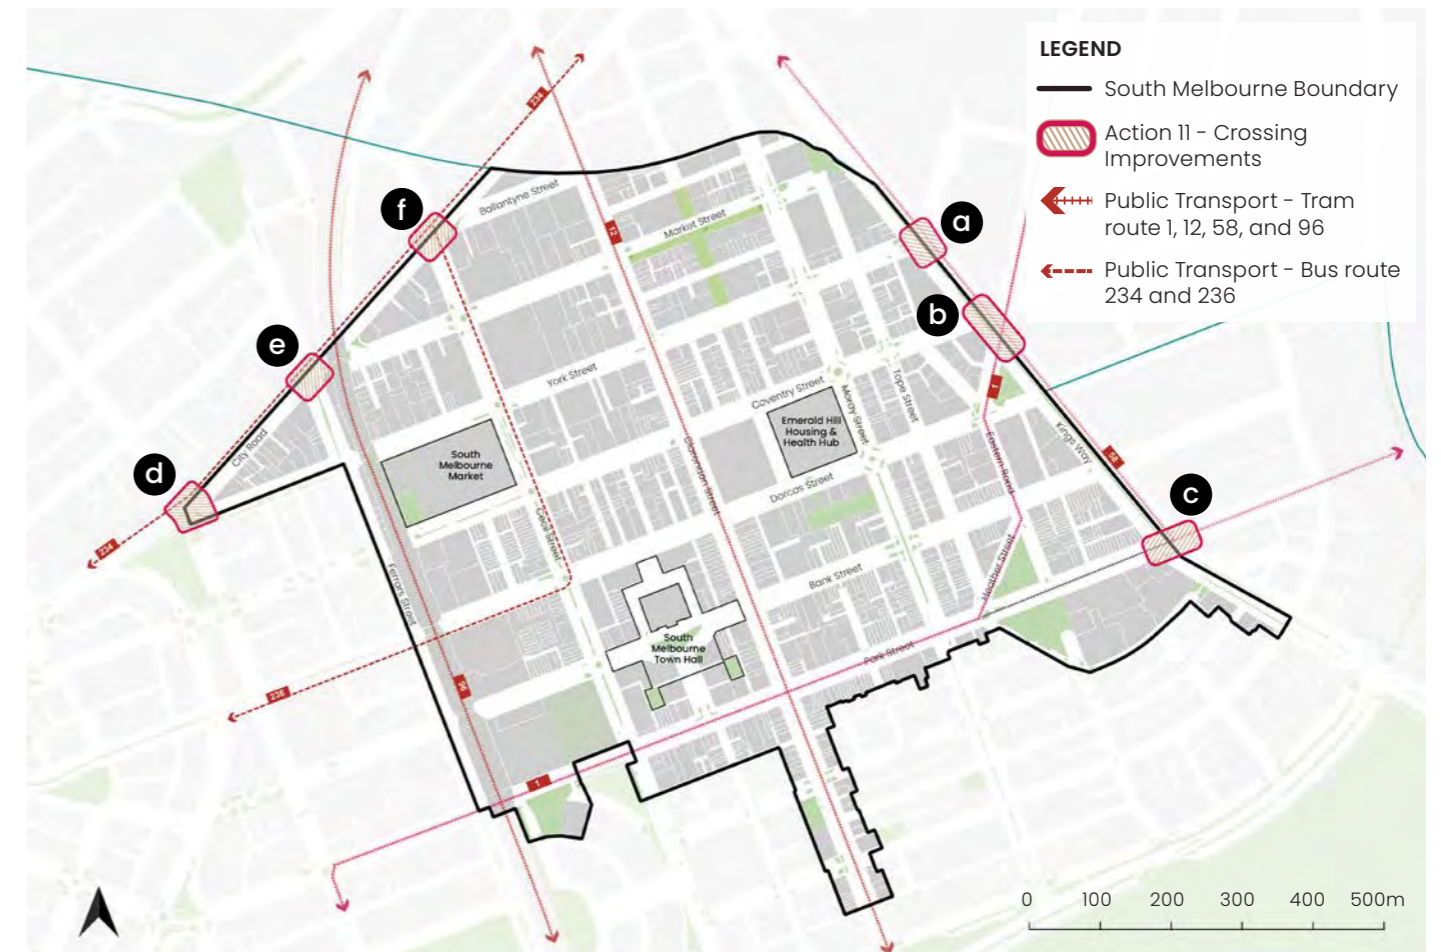 LEGEND
South Melbourne Boundary
Action 11 - Crossing
Improvements
Public Transport - Tram
route 1, 12, 58, and 96
Public Transport - Bus route
234 and 236
234
f
Ballantyne Street
12
Market Street
a
b
e
York Street
Coventry Street
Tope Street
Moray Street
1
Emerald Hill
Housing &
Health Hub
City Road
Kings Way
58
d
South
Melbourne
Market
Clarendon Street
Eastern Road
Dorcas Street
c
234
Cecil Street
Ferrars Street
Bank Street
Heather Street
South
Melbourne
Town Hall
Park Street
236
96
1
0 100 200 300 400 500m